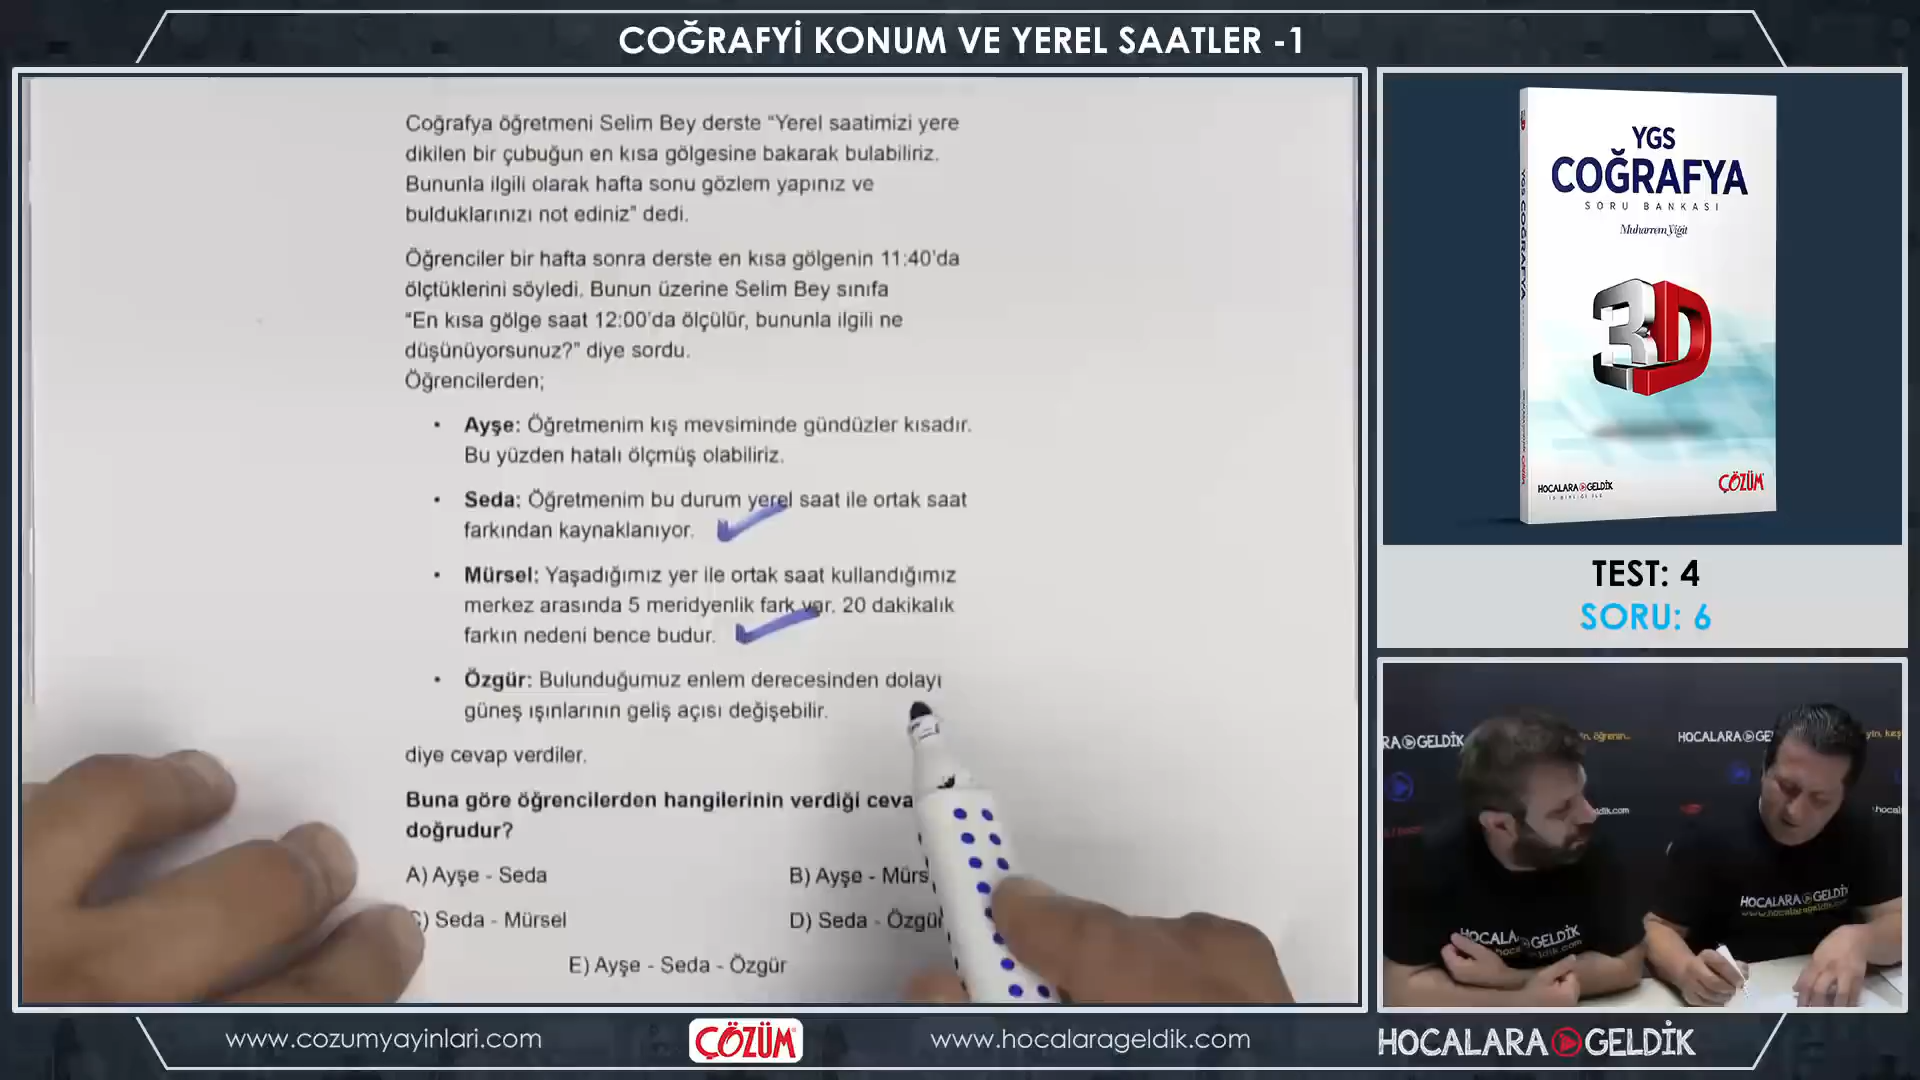 COĞRAFYİ KONUM VE YEREL SAATLER -1
Coğrafya öğretmeni Selim Bey derste “Yerel saatimizi yere
dikilen bir çubuğun en kısa gölgesine bakarak bulabiliriz.
Bununla ilgili olarak hafta sonu gözlem yapınız ve
bulduklarınızı not ediniz” dedi.
Öğrenciler bir hafta sonra derste en kısa gölgenin 11:40’da
ölçtüklerini söyledi. Bunun üzerine Selim Bey sınıfa
“En kısa gölge saat 12:00’da ölçülür, bununla ilgili ne
düşünüyorsunuz?” diye sordu.
Öğrencilerden;
• Ayşe: Öğretmenim kış mevsiminde gündüzler kısadır.
Bu yüzden hatalı ölçmüş olabiliriz.
• Seda: Öğretmenim bu durum yerel saat ile ortak saat
farkından kaynaklanıyor.
• Mürsel: Yaşadığımız yer ile ortak saat kullandığımız
merkez arasında 5 meridyenlik fark var. 20 dakikalık
farkın nedeni bence budur.
• Özgür: Bulunduğumuz enlem derecesinden dolayı
güneş ışınlarının geliş açısı değişebilir.
diye cevap verdiler.
Buna göre öğrencilerden hangilerinin verdiği ceva
doğrudur?
A) Ayşe - Seda
B) Ayşe - Mürs
C) Seda - Mürsel
D) Seda - Özgür
E) Ayşe - Seda - Özgür
YGS
COĞRAFYA
SORU BANKASI
Muharrem Yiğit
3D
HOCALARA GELDİK
ÇÖZÜM
TEST: 4
SORU: 6
HOCALARA GELDİK
HOCALARA GELDİK
www.cozumyayinlari.com
ÇÖZÜM
www.hocalarageldik.com
HOCALARA GELDİK